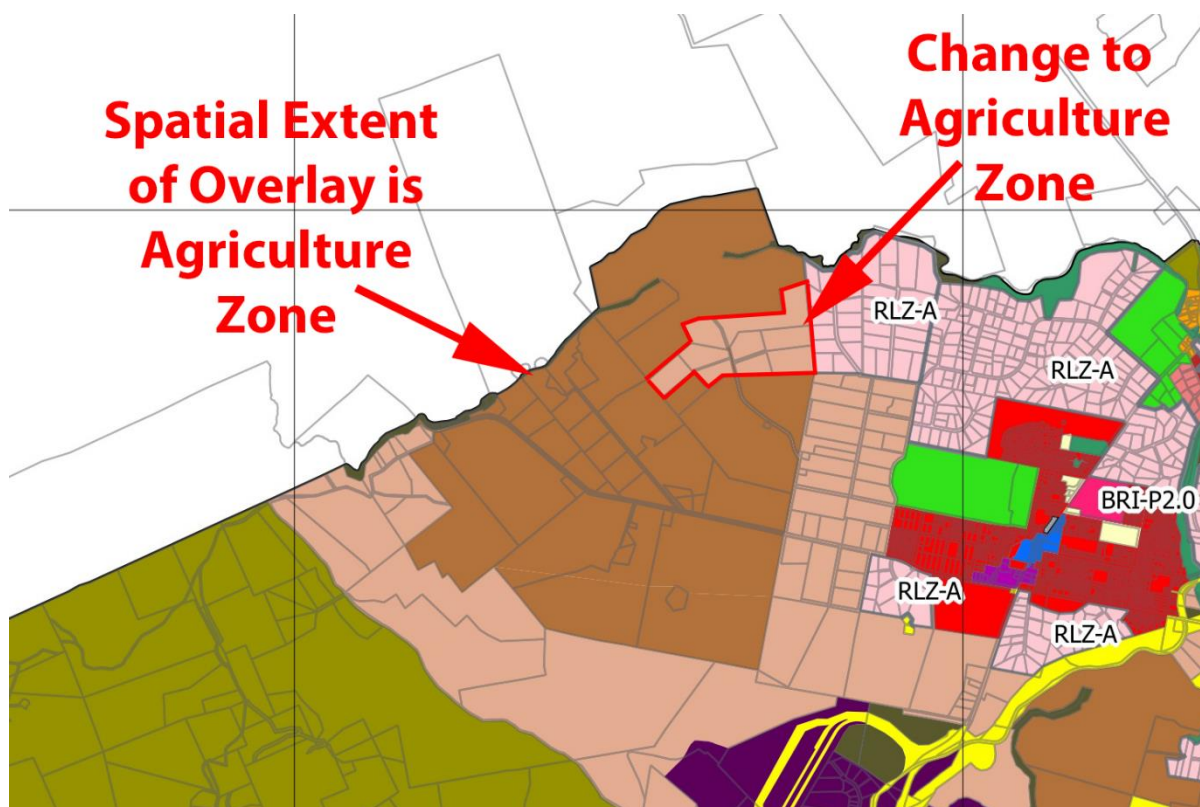 Spatial Extent
of Overlay is
Agriculture
Zone
Change to
Agriculture
Zone
RLZ-A
RLZ-A
BRI-P2.0
RLZ-A
RLZ-A